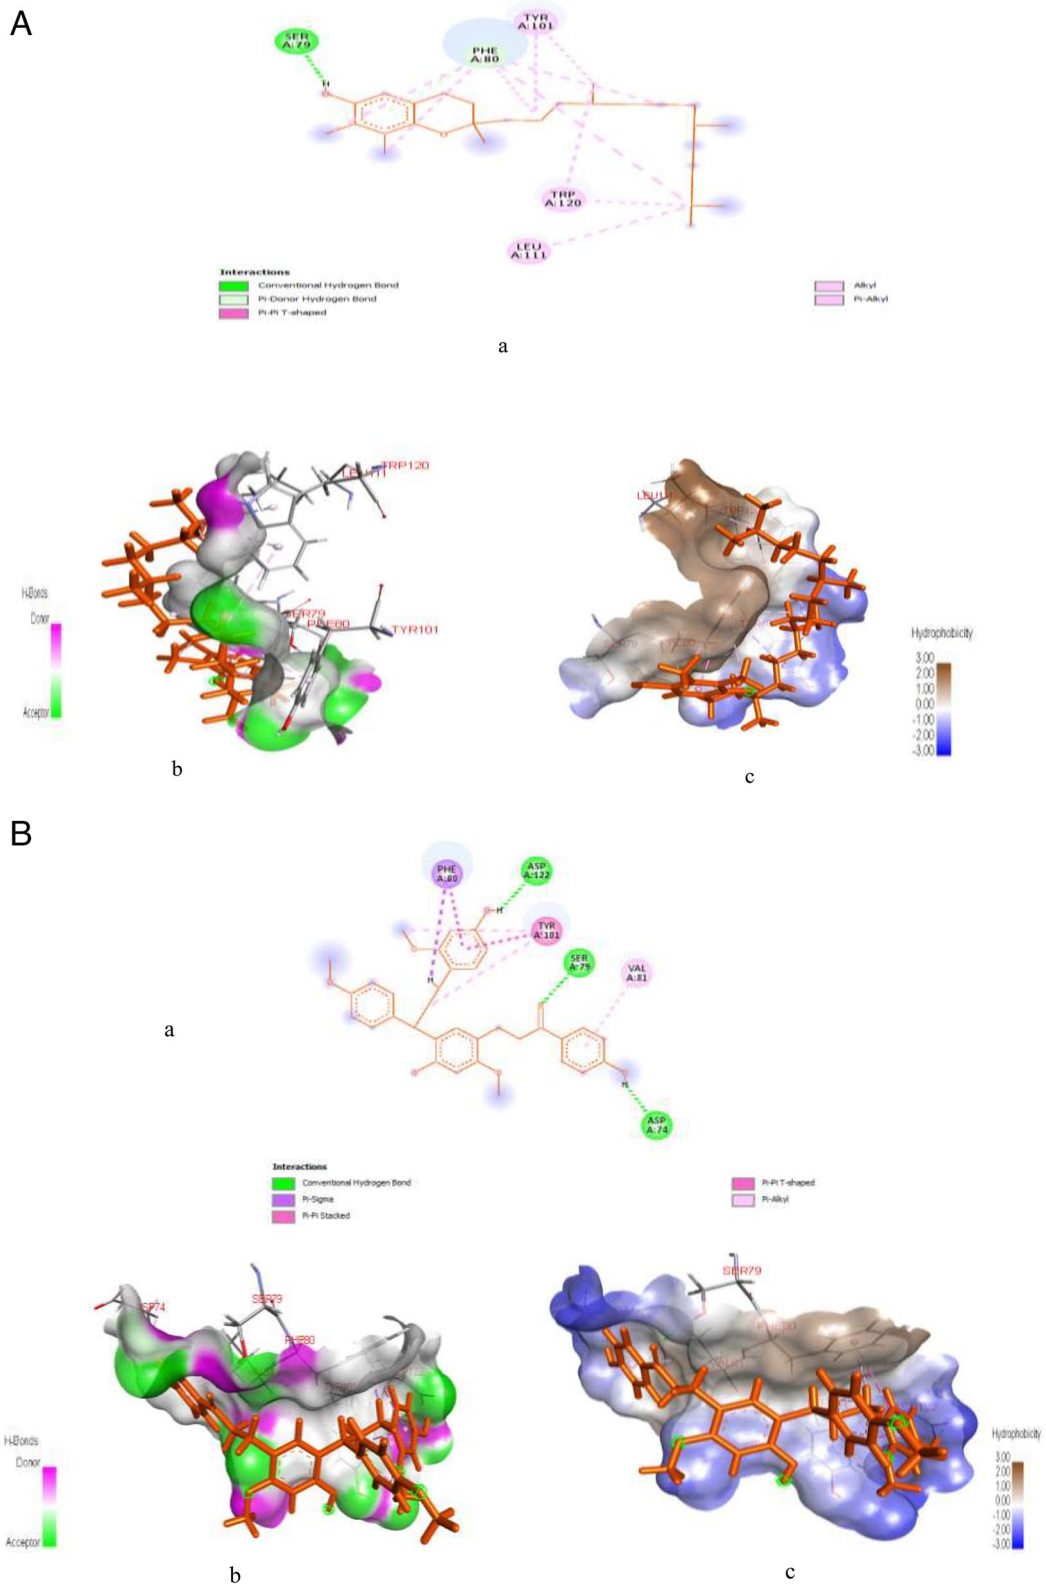 A
TYR
A:101
SER
A:79
PHE
A:80
H
O
O
TRP
A:120
LEU
A:111
Interactions
Conventional Hydrogen Bond
Pi-Donor Hydrogen Bond
Pi-Pi T-shaped
Alkyl
Pi-Alkyl
a
TRP120
SER79
PHE80
TYR101
H-Bonds
Donor
Acceptor
b
Hydrophobicity
3.00
2.00
1.00
0.00
-1.00
-2.00
-3.00
c
B
PHE
A:80
ASP
A:122
TYR
A:101
SER
A:79
VAL
A:81
H
H
H
a
ASP
A:74
Interactions
Conventional Hydrogen Bond
Pi-Sigma
Pi-Pi Stacked
Pi-Pi T-shaped
Pi-Alkyl
SER79
PHE80
H-Bonds
Donor
Acceptor
b
SER79
Hydrophobicity
3.00
2.00
1.00
0.00
-1.00
-2.00
-3.00
c